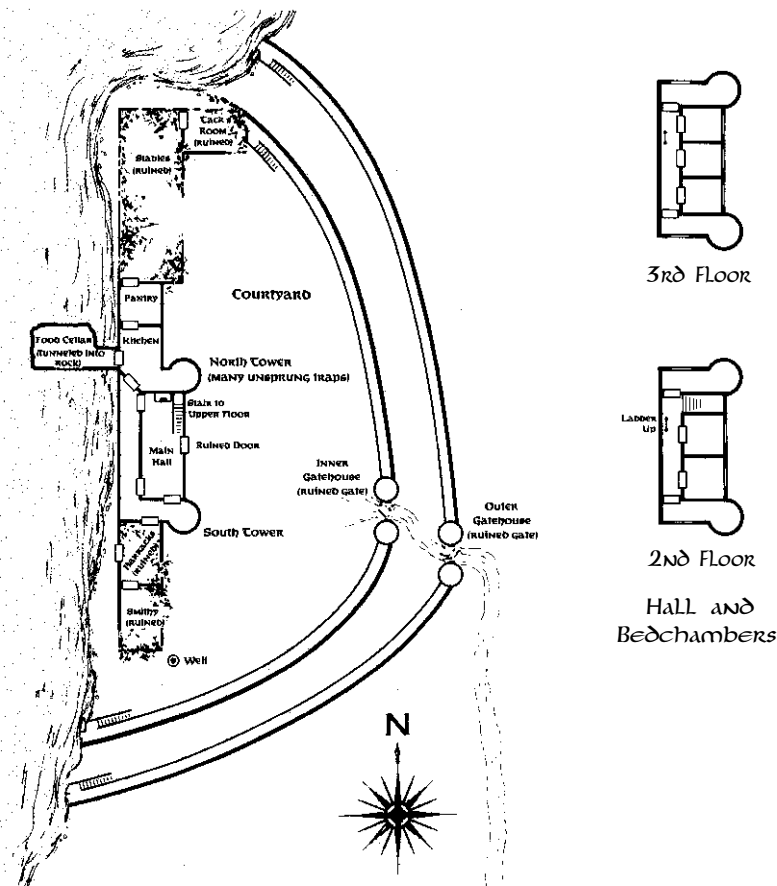 Tack
Room
(ruined)
Stables
(ruined)
3rd Floor
Pantry
Courtyard
Food Cellar
(tunneled into
rock)
Kitchen
North Tower
(many unsprung traps)
Stair to
Upper Floor
Main
Hall
Ruined Door
Ladder
Up
Inner
Gatehouse
(ruined gate)
Outer
Gatehouse
(ruined gate)
South Tower
Barracks
(ruined)
2nd Floor
Smithy
(ruined)
Hall and
Bedchambers
Well
N